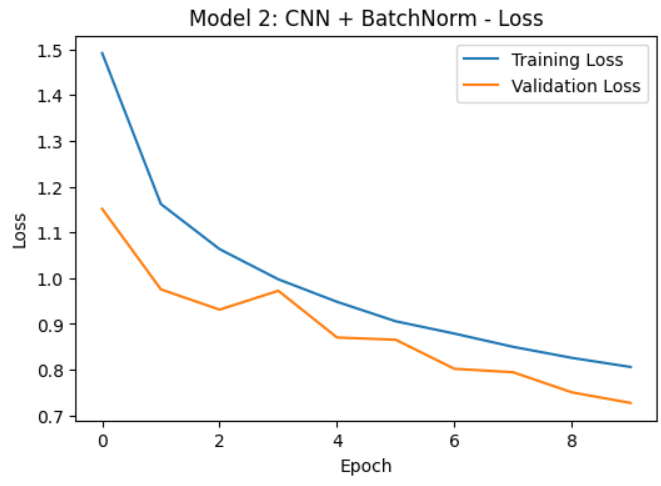 Model 2: CNN + BatchNorm - Loss
Training Loss
Validation Loss
1.5
1.4
1.3
1.2
1.1
1.0
0.9
0.8
0.7
Loss
0
2
4
6
8
Epoch